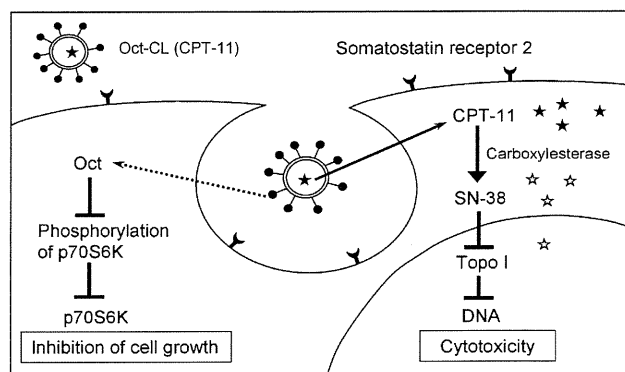 Oct-CL (CPT-11)
Somatostatin receptor 2
CPT-11
Carboxylesterase
Oct
SN-38
Phosphorylation
of p70S6K
Topo I
p70S6K
DNA
Inhibition of cell growth
Cytotoxicity